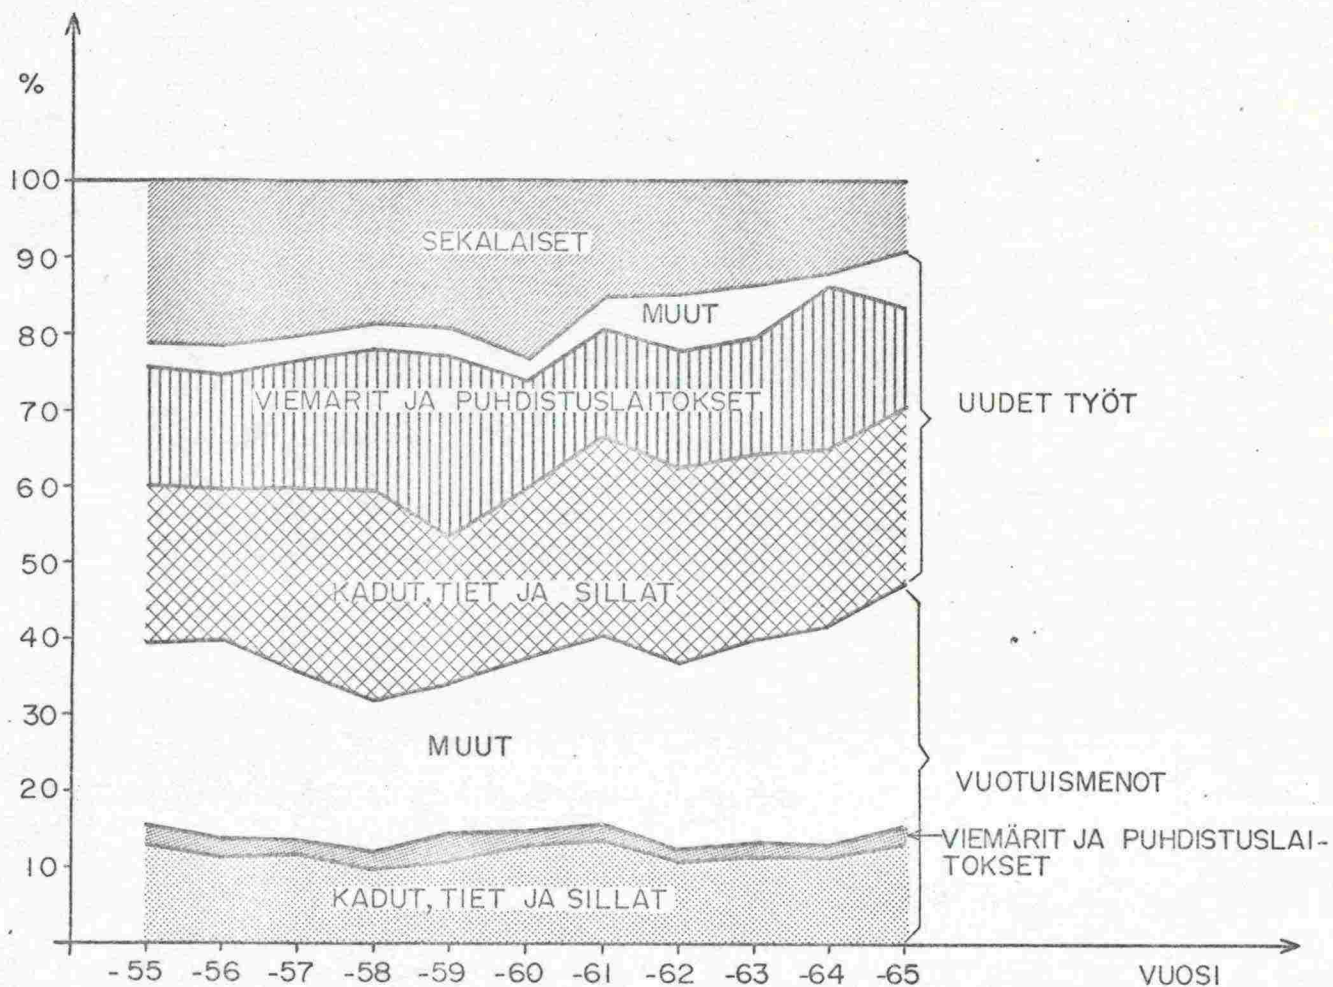 %
100
90
80
70
60
50
40
30
20
10
SEKALAISET
MUUT
VIEMÄRIT JA PUHDISTUSLAITOKSET
UUDET TYÖT
KADUT, TIET JA SILLAT
MUUT
VUOTUISMENOT
VIEMÄRIT JA PUHDISTUSLAI-
TOKSET
KADUT, TIET JA SILLAT
-55 -56 -57 -58 -59 -60 -61 -62 -63 -64 -65 VUOSI